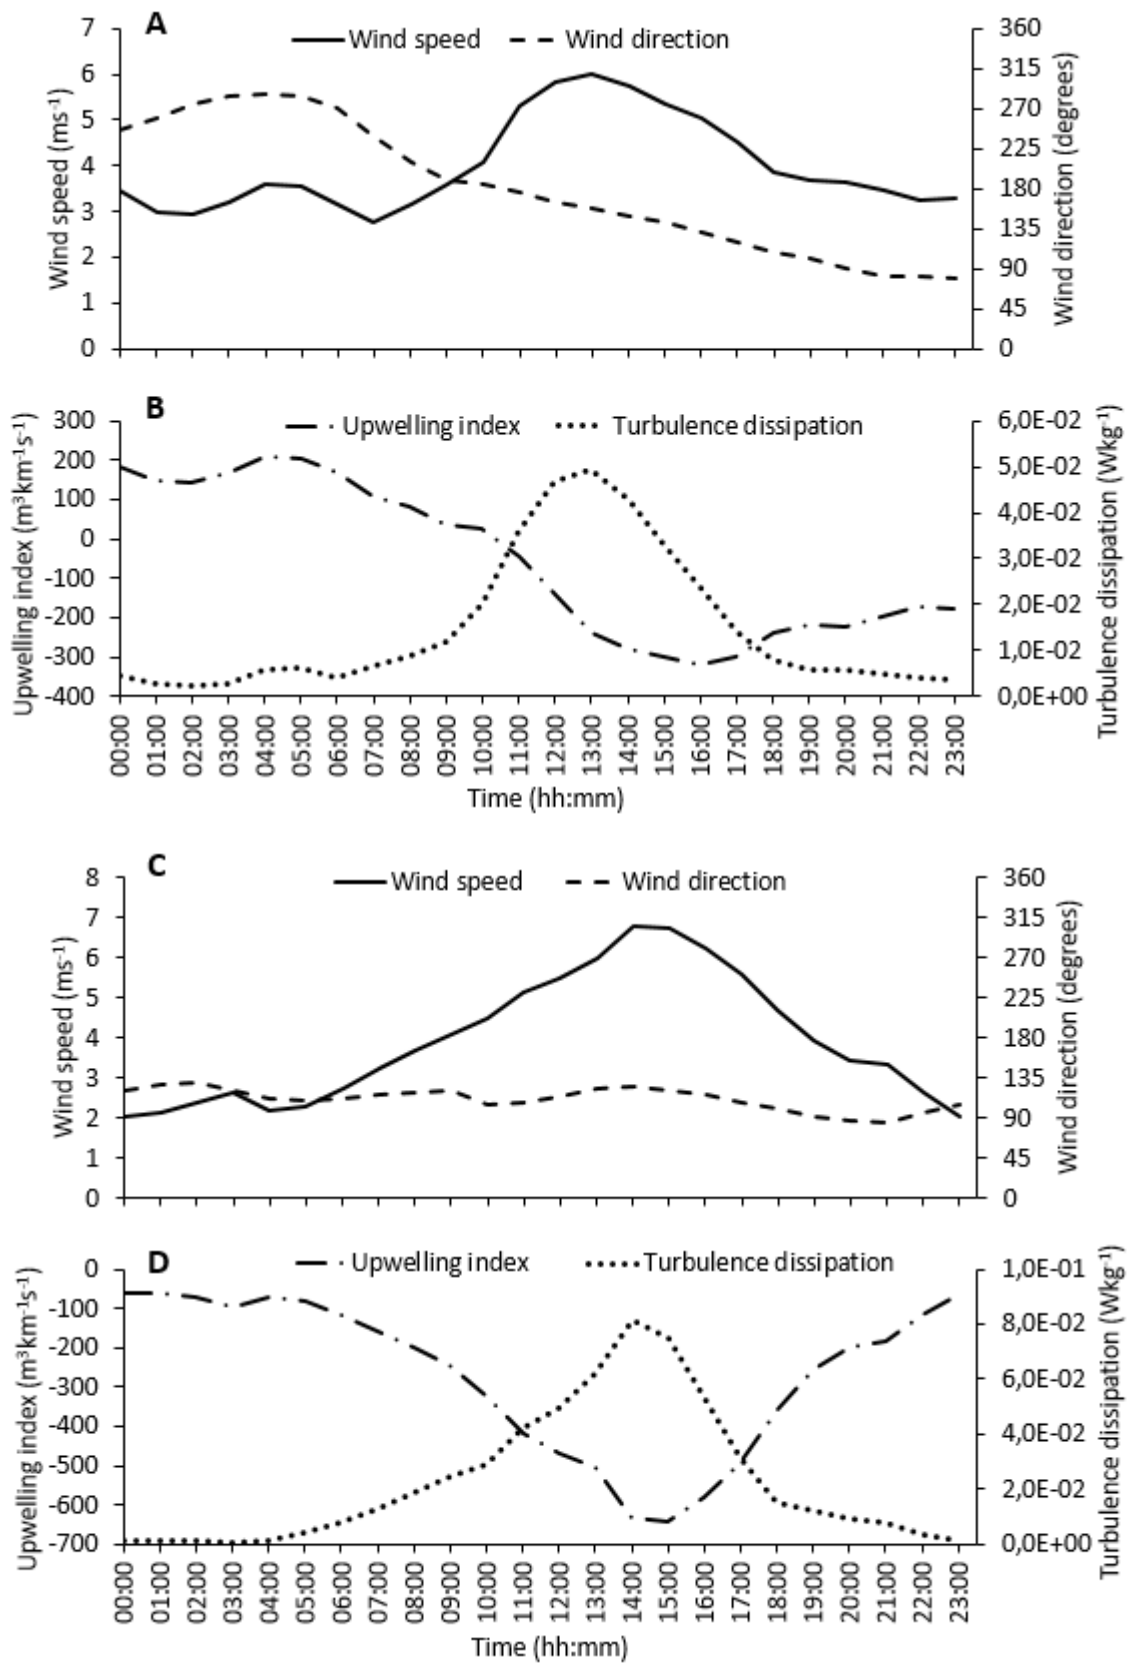 A
Wind speed Wind direction
7
6
5
4
3
2
1
0
Wind speed (ms⁻¹)
360
315
270
225
180
135
90
45
0
Wind direction (degrees)
B
Upwelling index Turbulence dissipation
300
200
100
0
-100
-200
-300
-400
Upwelling index (m³km⁻¹s⁻¹)
6,0E-02
5,0E-02
4,0E-02
3,0E-02
2,0E-02
1,0E-02
0,0E+00
Turbulence dissipation (Wkg⁻¹)
00:00 01:00 02:00 03:00 04:00 05:00 06:00 07:00 08:00 09:00 10:00 11:00 12:00 13:00 14:00 15:00 16:00 17:00 18:00 19:00 20:00 21:00 22:00 23:00
Time (hh:mm)
C
Wind speed Wind direction
8
7
6
5
4
3
2
1
0
Wind speed (ms⁻¹)
360
315
270
225
180
135
90
45
0
Wind direction (degrees)
D
Upwelling index Turbulence dissipation
0
-100
-200
-300
-400
-500
-600
-700
Upwelling index (m³km⁻¹s⁻¹)
1,0E-01
8,0E-02
6,0E-02
4,0E-02
2,0E-02
0,0E+00
Turbulence dissipation (Wkg⁻¹)
00:00 01:00 02:00 03:00 04:00 05:00 06:00 07:00 08:00 09:00 10:00 11:00 12:00 13:00 14:00 15:00 16:00 17:00 18:00 19:00 20:00 21:00 22:00 23:00
Time (hh:mm)